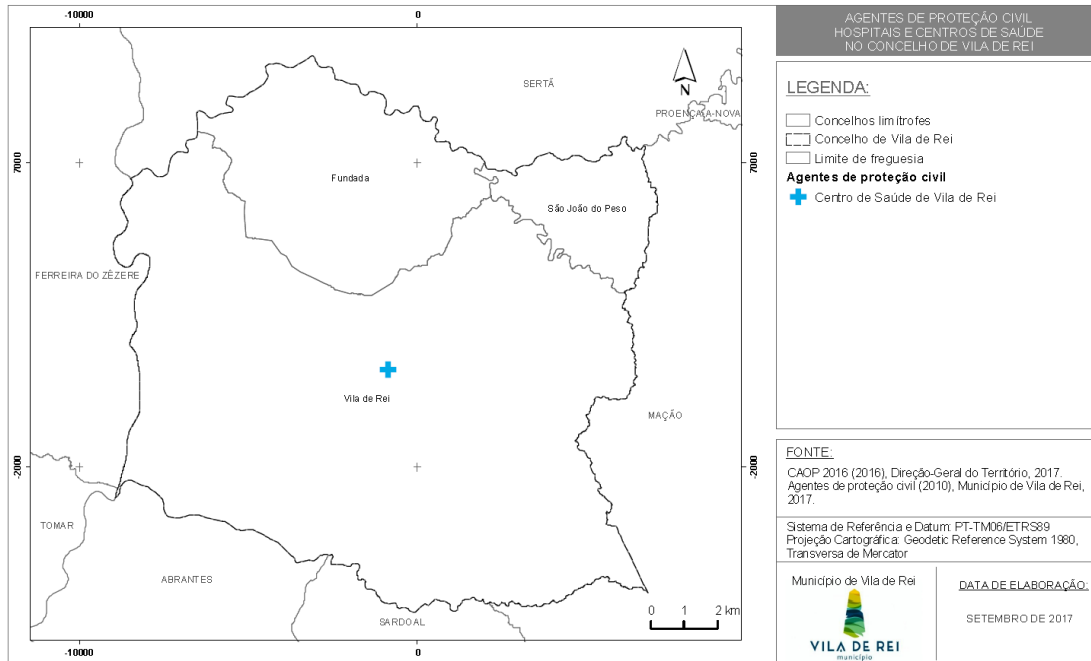 -10000
0
AGENTES DE PROTEÇÃO CIVIL
HOSPITAIS E CENTROS DE SAÚDE
NO CONCELHO DE VILA DE REI
N
SERTÃ
PROENÇA-A-NOVA
LEGENDA:
Concelhos limítrofes
Concelho de Vila de Rei
Limite de freguesia
Agentes de proteção civil
Centro de Saúde de Vila de Rei
7000
7000
Fundada
São João do Peso
FERREIRA DO ZÊZERE
Vila de Rei
MAÇÃO
-2000
-2000
TOMAR
ABRANTES
SARDOAL
0 1 2 km
-10000
0
FONTE:
CAOP 2016 (2016), Direção-Geral do Território, 2017.
Agentes de proteção civil (2010), Município de Vila de Rei,
2017.
Sistema de Referência e Datum: PT-TM06/ETRS89
Projeção Cartográfica: Geodetic Reference System 1980,
Transversa de Mercator
Município de Vila de Rei
VILA DE REI
município
DATA DE ELABORAÇÃO:
SETEMBRO DE 2017